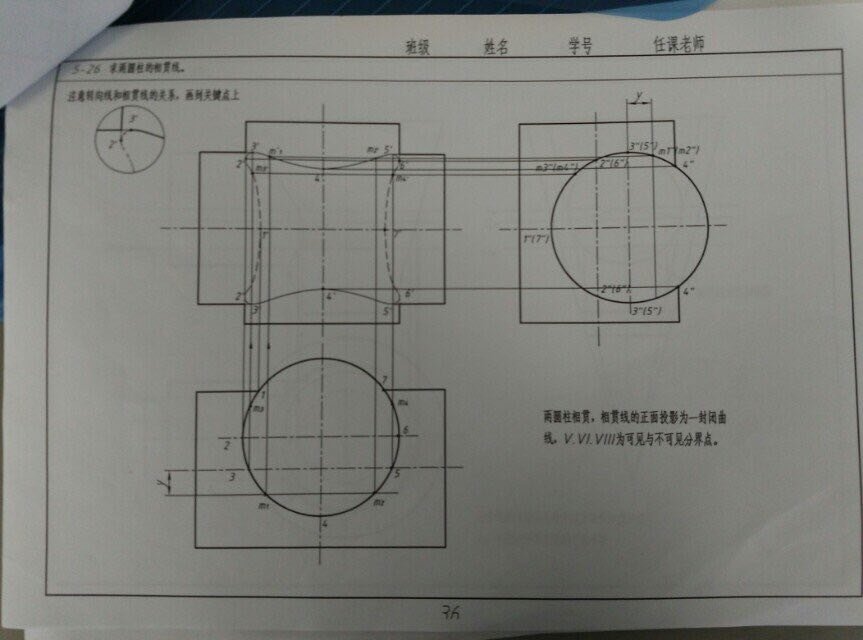 班级 姓名 学号 任课老师
5-26 求两圆柱的相贯线。
注意转向线和相贯线的关系，画到关键点上
3'
2'
3' m'1 m2' 5'
2' m3' 4' 6' m4'
1' 7'
2' 3' 4' 5' 6'
y
3"(5") m1"(m2")
m3"(m4") 2"(6") 4"
1"(7")
2"(6") 4"
3"(5")
1 7
m3 m4
2 6
3 5
y
m1 m2
4
两圆柱相贯，相贯线的正面投影为一封闭曲
线。V.VI.VIII为可见与不可见分界点。
36